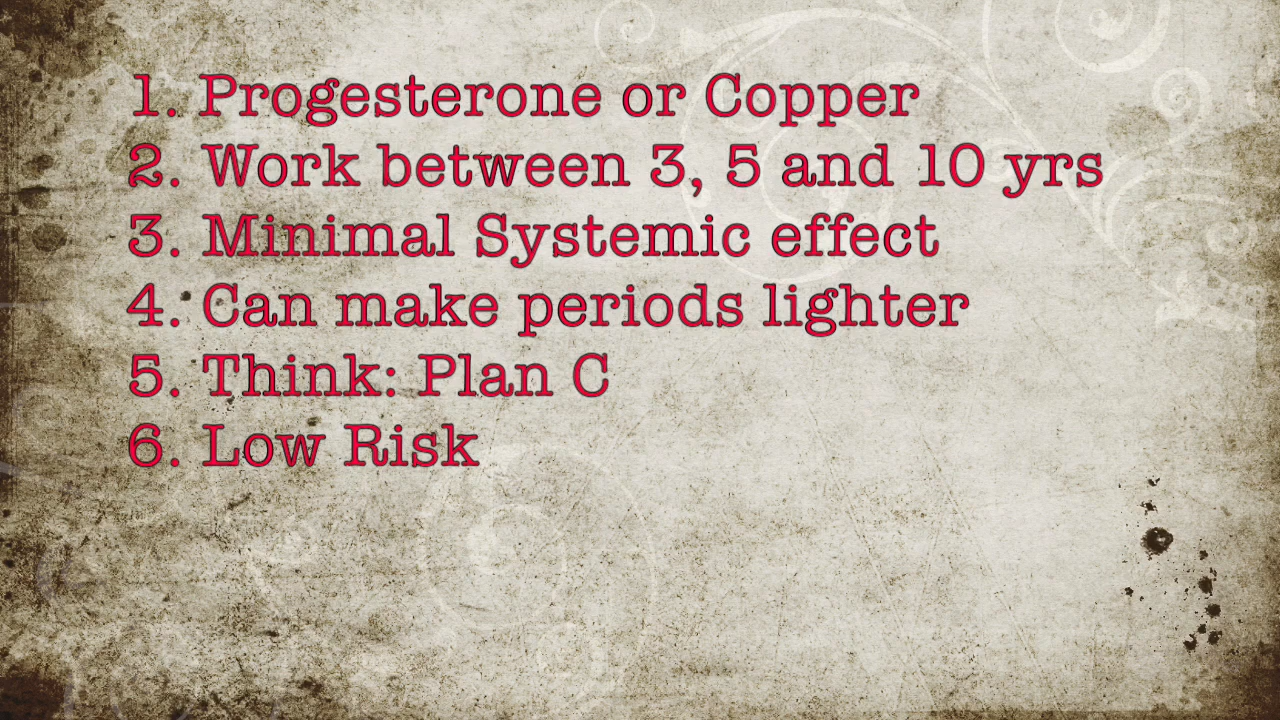 1. Progesterone or Copper
2. Work between 3, 5 and 10 yrs
3. Minimal Systemic effect
4. Can make periods lighter
5. Think: Plan C
6. Low Risk